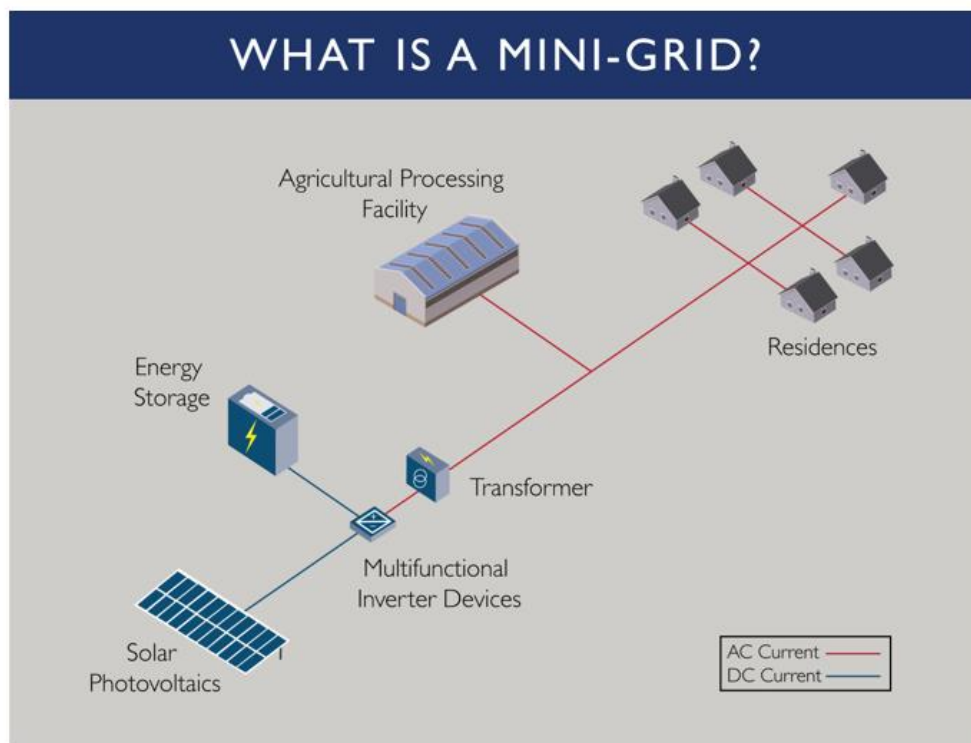 WHAT IS A MINI-GRID?
Agricultural Processing
Facility
Residences
Energy
Storage
Transformer
Multifunctional
Inverter Devices
Solar
Photovoltaics
AC Current
DC Current